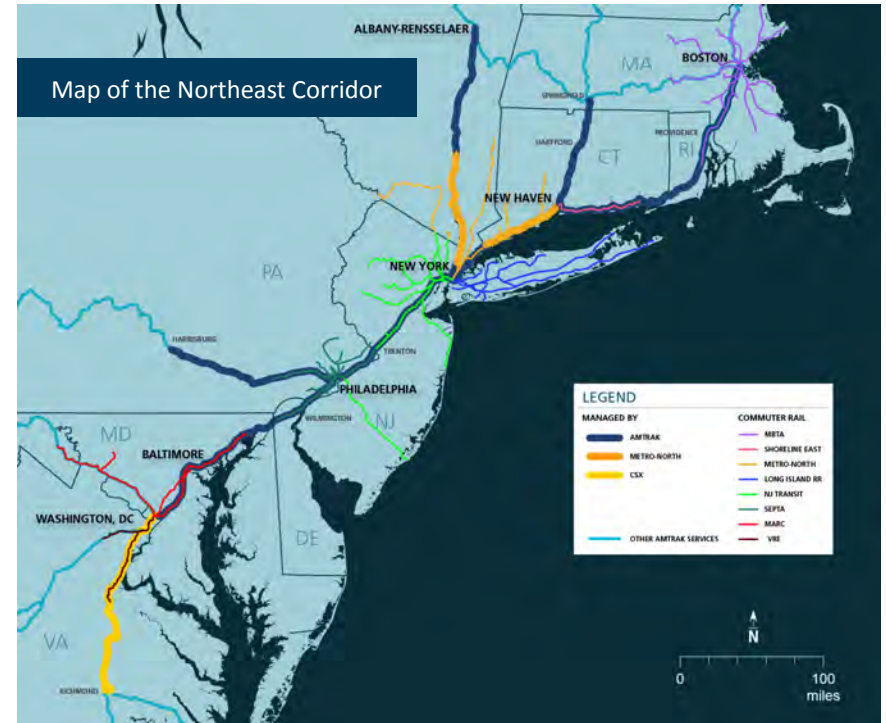 ALBANY-RENSSELAER
Map of the Northeast Corridor
BOSTON
MA
SPRINGFIELD
PROVIDENCE
HARTFORD
CT
RI
NEW HAVEN
NEW YORK
PA
HARRISBURG
TRENTON
PHILADELPHIA
WILMINGTON
NJ
MD
BALTIMORE
WASHINGTON, DC
DE
VA
RICHMOND
LEGEND
MANAGED BY
AMTRAK
METRO-NORTH
CSX
OTHER AMTRAK SERVICES
COMMUTER RAIL
MBTA
SHORELINE EAST
METRO-NORTH
LONG ISLAND RR
NJ TRANSIT
SEPTA
MARC
VRE
N
0 100
miles